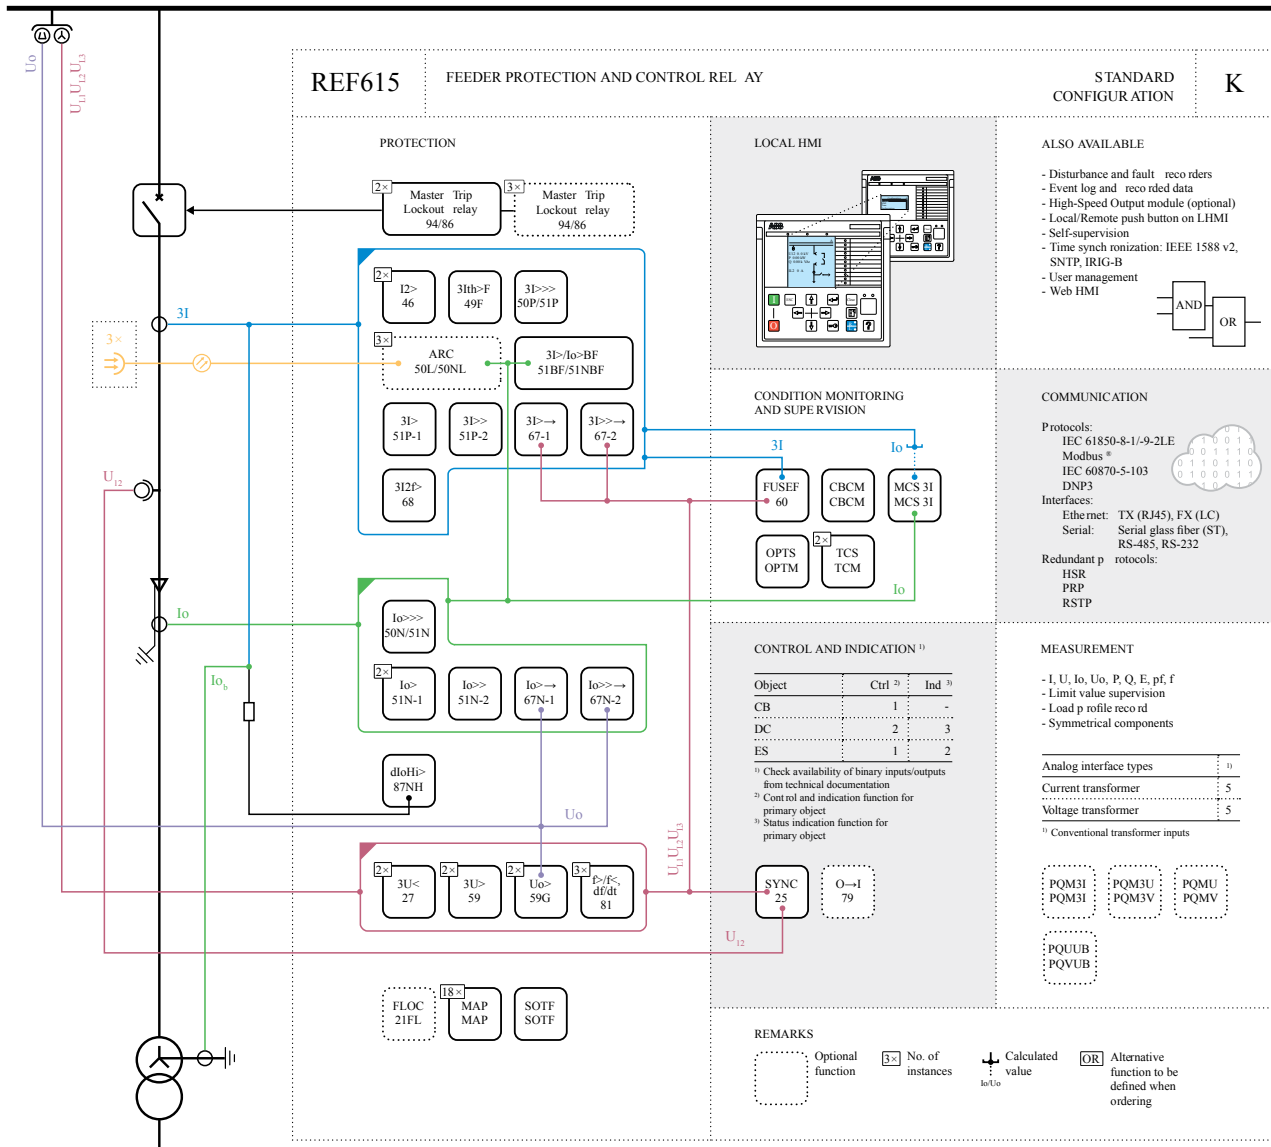 Uo
UL1UL2UL3
REF615
FEEDER PROTECTION AND CONTROL REL AY
STANDARD
CONFIGURATION
K
PROTECTION
2×
Master Trip
Lockout relay
94/86
3×
Master Trip
Lockout relay
94/86
2×
I2>
46
3Ith>F
49F
3I>>>
50P/51P
3I
3×
3×
ARC
50L/50NL
3I>/Io>BF
51BF/51NBF
3I>
51P-1
3I>>
51P-2
3I>→
67-1
3I>>→
67-2
3I2f>
68
U12
Io
Io>>>
50N/51N
2×
Io>
51N-1
Io>>
51N-2
Io>→
67N-1
Io>>→
67N-2
Iob
dIoHi>
87NH
Uo
UL1UL2UL3
2×
3U<
27
2×
3U>
59
2×
Uo>
59G
3×
f>/f<,
df/dt
81
U12
FLOC
21FL
18×
MAP
MAP
SOTF
SOTF
LOCAL HMI
ABB
ABB
CONDITION MONITORING
AND SUPE RVISION
3I
Io
FUSEF
60
CBCM
CBCM
MCS 3I
MCS 3I
OPTS
OPTM
2×
TCS
TCM
Io
CONTROL AND INDICATION 1)
Object Ctrl 2) Ind 3)
CB 1 -
DC 2 3
ES 1 2
1) Check availability of binary inputs/outputs
from technical documentation
2) Control and indication function for
primary object
3) Status indication function for
primary object
SYNC
25
O→I
79
ALSO AVAILABLE
- Disturbance and fault reco rders
- Event log and reco rded data
- High-Speed Output module (optional)
- Local/Remote push button on LHMI
- Self-supervision
- Time synch ronization: IEEE 1588 v2,
SNTP, IRIG-B
- User management
- Web HMI
AND
OR
COMMUNICATION
Protocols:
IEC 61850-8-1/-9-2LE
Modbus ®
IEC 60870-5-103
DNP3
Interfaces:
Ethernet: TX (RJ45), FX (LC)
Serial: Serial glass fiber (ST),
RS-485, RS-232
Redundant p rotocols:
HSR
PRP
RSTP
MEASUREMENT
- I, U, Io, Uo, P, Q, E, pf, f
- Limit value supervision
- Load p rofile reco rd
- Symmetrical components
Analog interface types 1)
Current transformer 5
Voltage transformer 5
1) Conventional transformer inputs
PQM3I
PQM3I
PQM3U
PQM3V
PQMU
PQMV
PQUUB
PQVUB
REMARKS
Optional
function
3×
No. of
instances
Io/Uo
Calculated
value
OR
Alternative
function to be
defined when
ordering